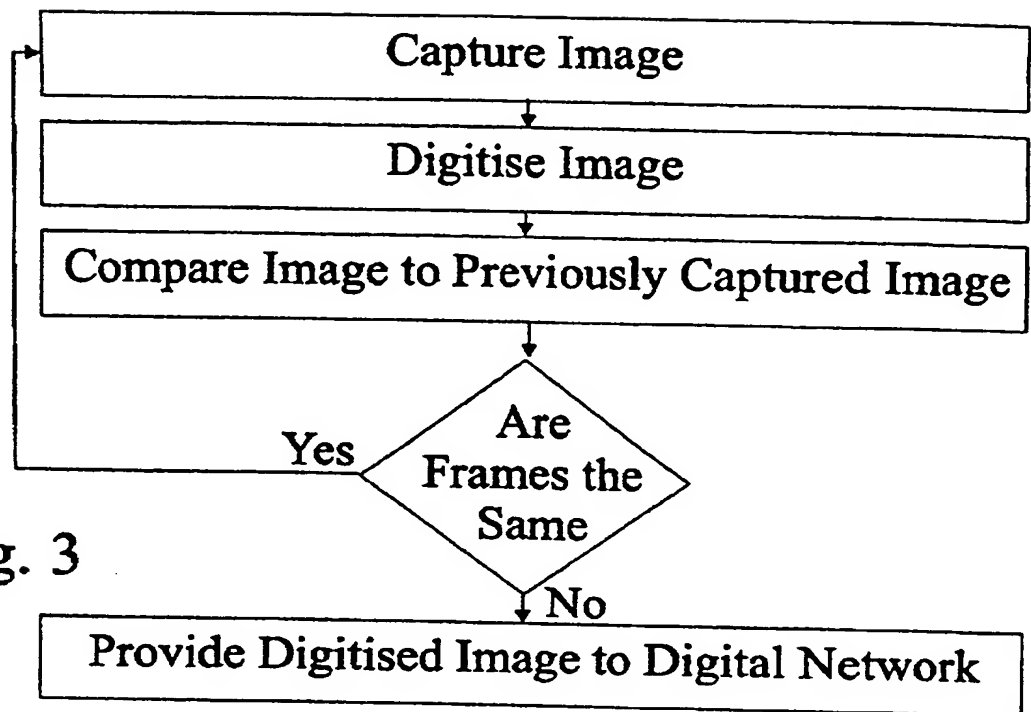 Capture Image
Digitise Image
Compare Image to Previously Captured Image
Are
Frames the
Same
Yes
g. 3
No
Provide Digitised Image to Digital Network